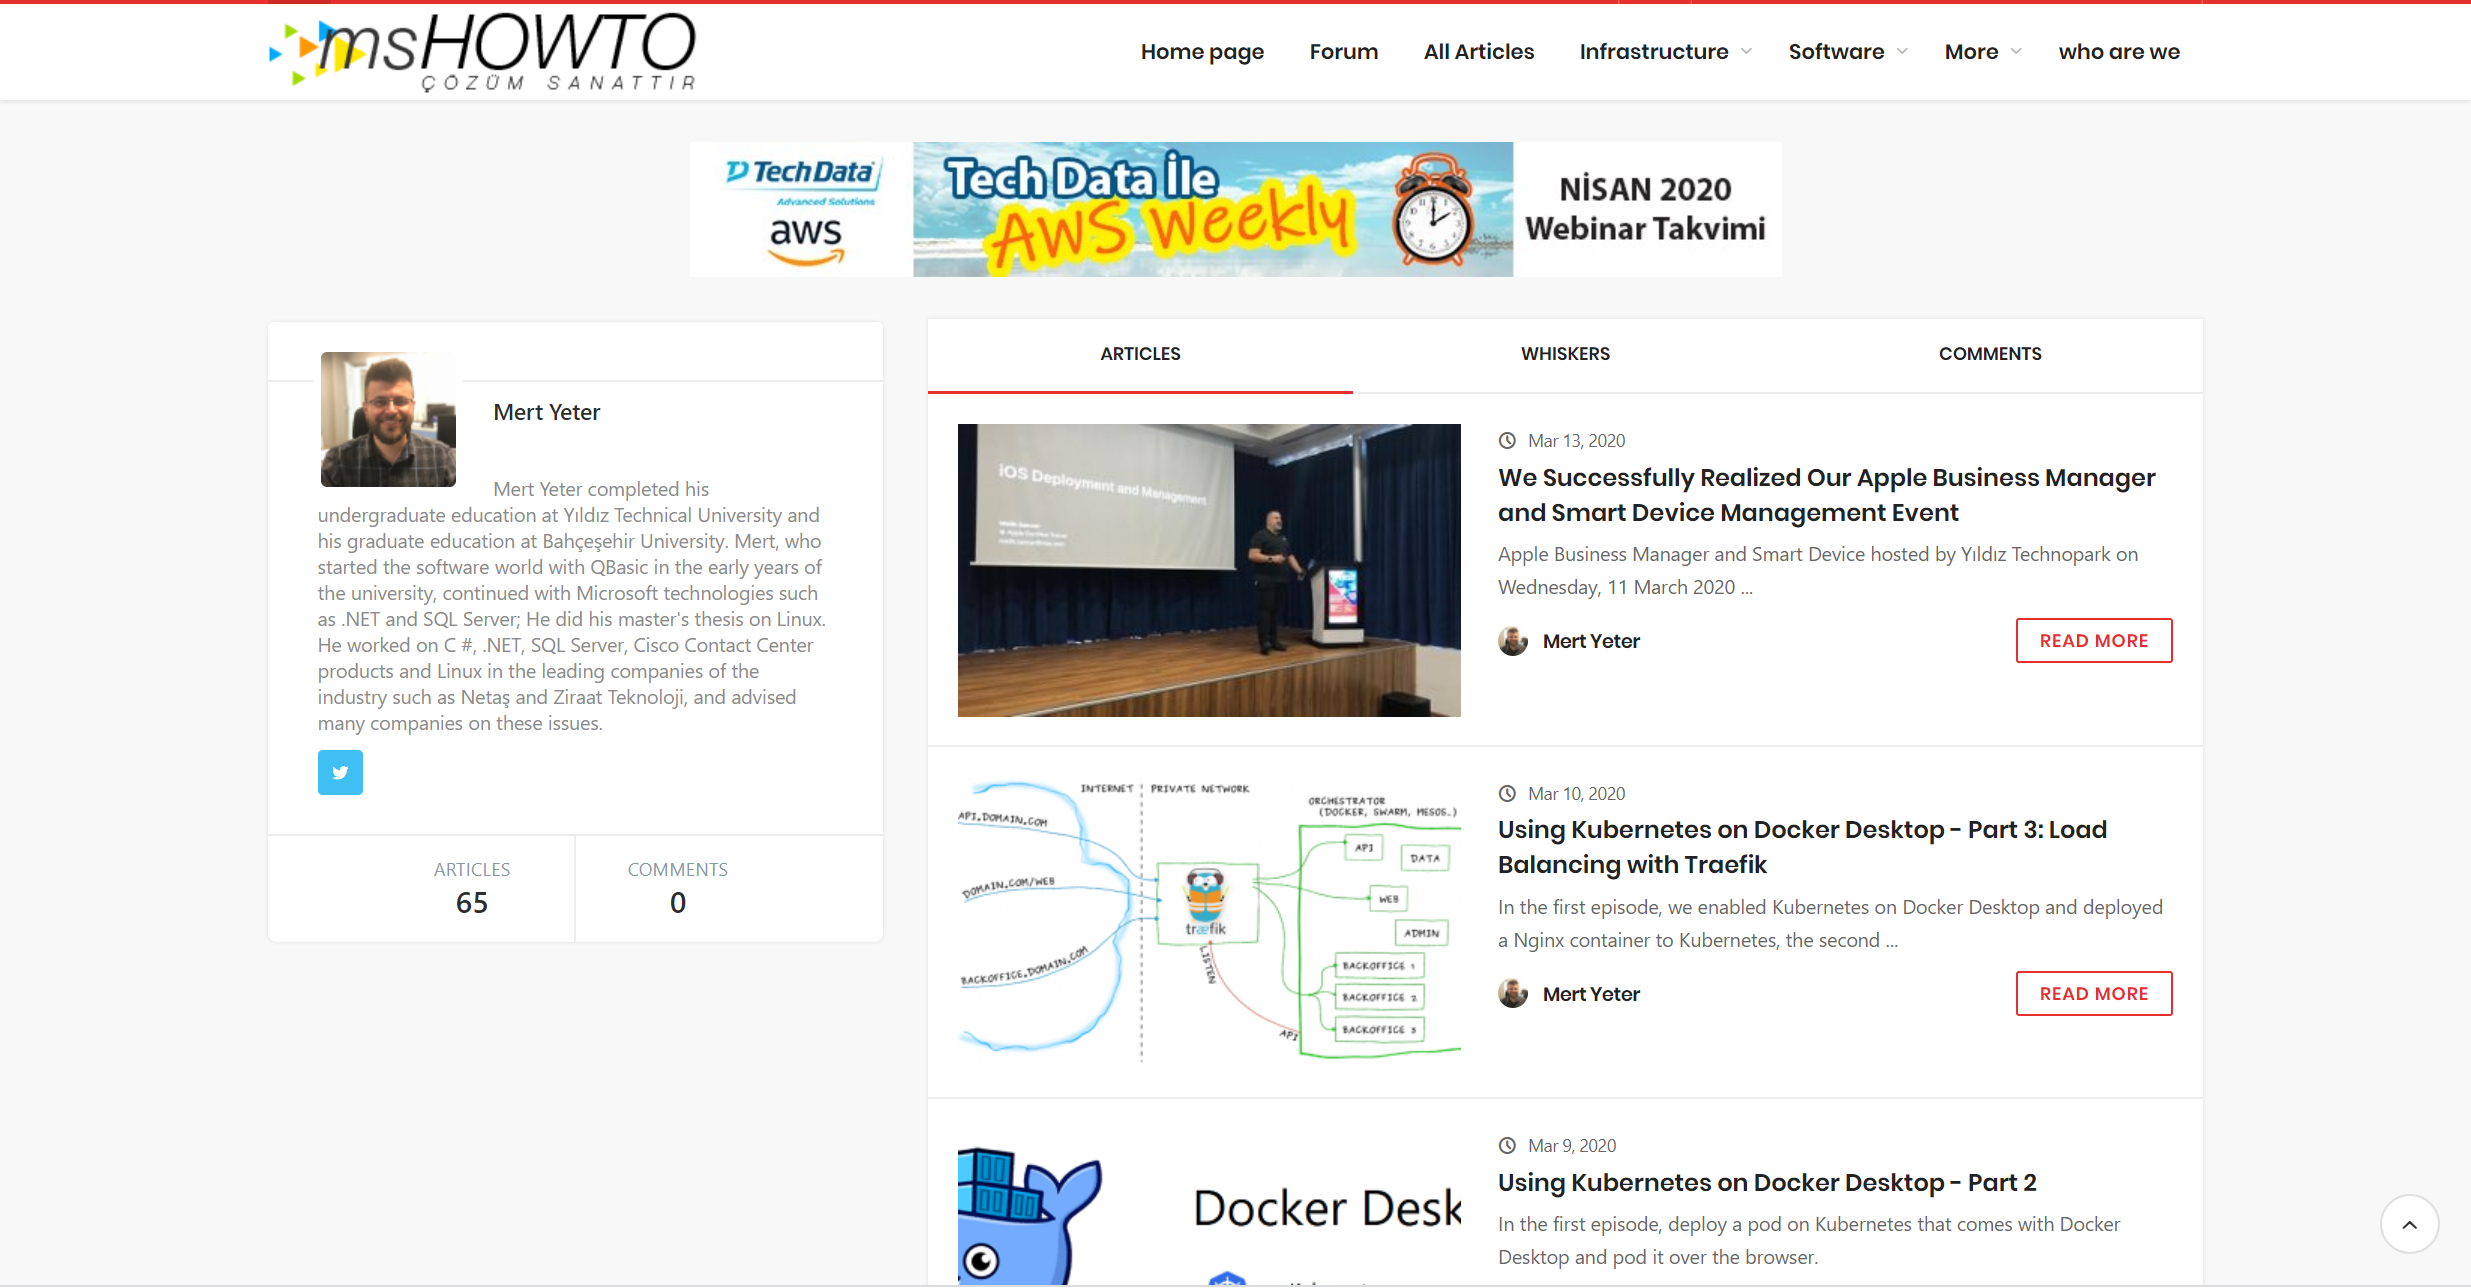 msHOWTO
ÇÖZÜM SANATTIR
Home page
Forum
All Articles
Infrastructure
Software
More
who are we
Tech Data
Advanced Solutions
aws
Tech Data İle
AWS Weekly
NİSAN 2020
Webinar Takvimi
Mert Yeter
Mert Yeter completed his
undergraduate education at Yıldız Technical University and
his graduate education at Bahçeşehir University. Mert, who
started the software world with QBasic in the early years of
the university, continued with Microsoft technologies such
as .NET and SQL Server; He did his master's thesis on Linux.
He worked on C #, .NET, SQL Server, Cisco Contact Center
products and Linux in the leading companies of the
industry such as Netaş and Ziraat Teknoloji, and advised
many companies on these issues.
ARTICLES
65
COMMENTS
0
ARTICLES
WHISKERS
COMMENTS
iOS Deployment and Management
Mar 13, 2020
We Successfully Realized Our Apple Business Manager
and Smart Device Management Event
Apple Business Manager and Smart Device hosted by Yıldız Technopark on
Wednesday, 11 March 2020 ...
Mert Yeter
READ MORE
INTERNET
PRIVATE NETWORK
ORCHESTRATOR
(DOCKER, SWARM, MESOS..)
API.DOMAIN.COM
DOMAIN.COM/WEB
BACKOFFICE.DOMAIN.COM
træfik
LISTEN
API
API
DATA
WEB
ADMIN
BACKOFFICE 1
BACKOFFICE 2
BACKOFFICE 3
Mar 10, 2020
Using Kubernetes on Docker Desktop - Part 3: Load
Balancing with Traefik
In the first episode, we enabled Kubernetes on Docker Desktop and deployed
a Nginx container to Kubernetes, the second ...
Mert Yeter
READ MORE
Docker Desk
Mar 9, 2020
Using Kubernetes on Docker Desktop - Part 2
In the first episode, deploy a pod on Kubernetes that comes with Docker
Desktop and pod it over the browser.